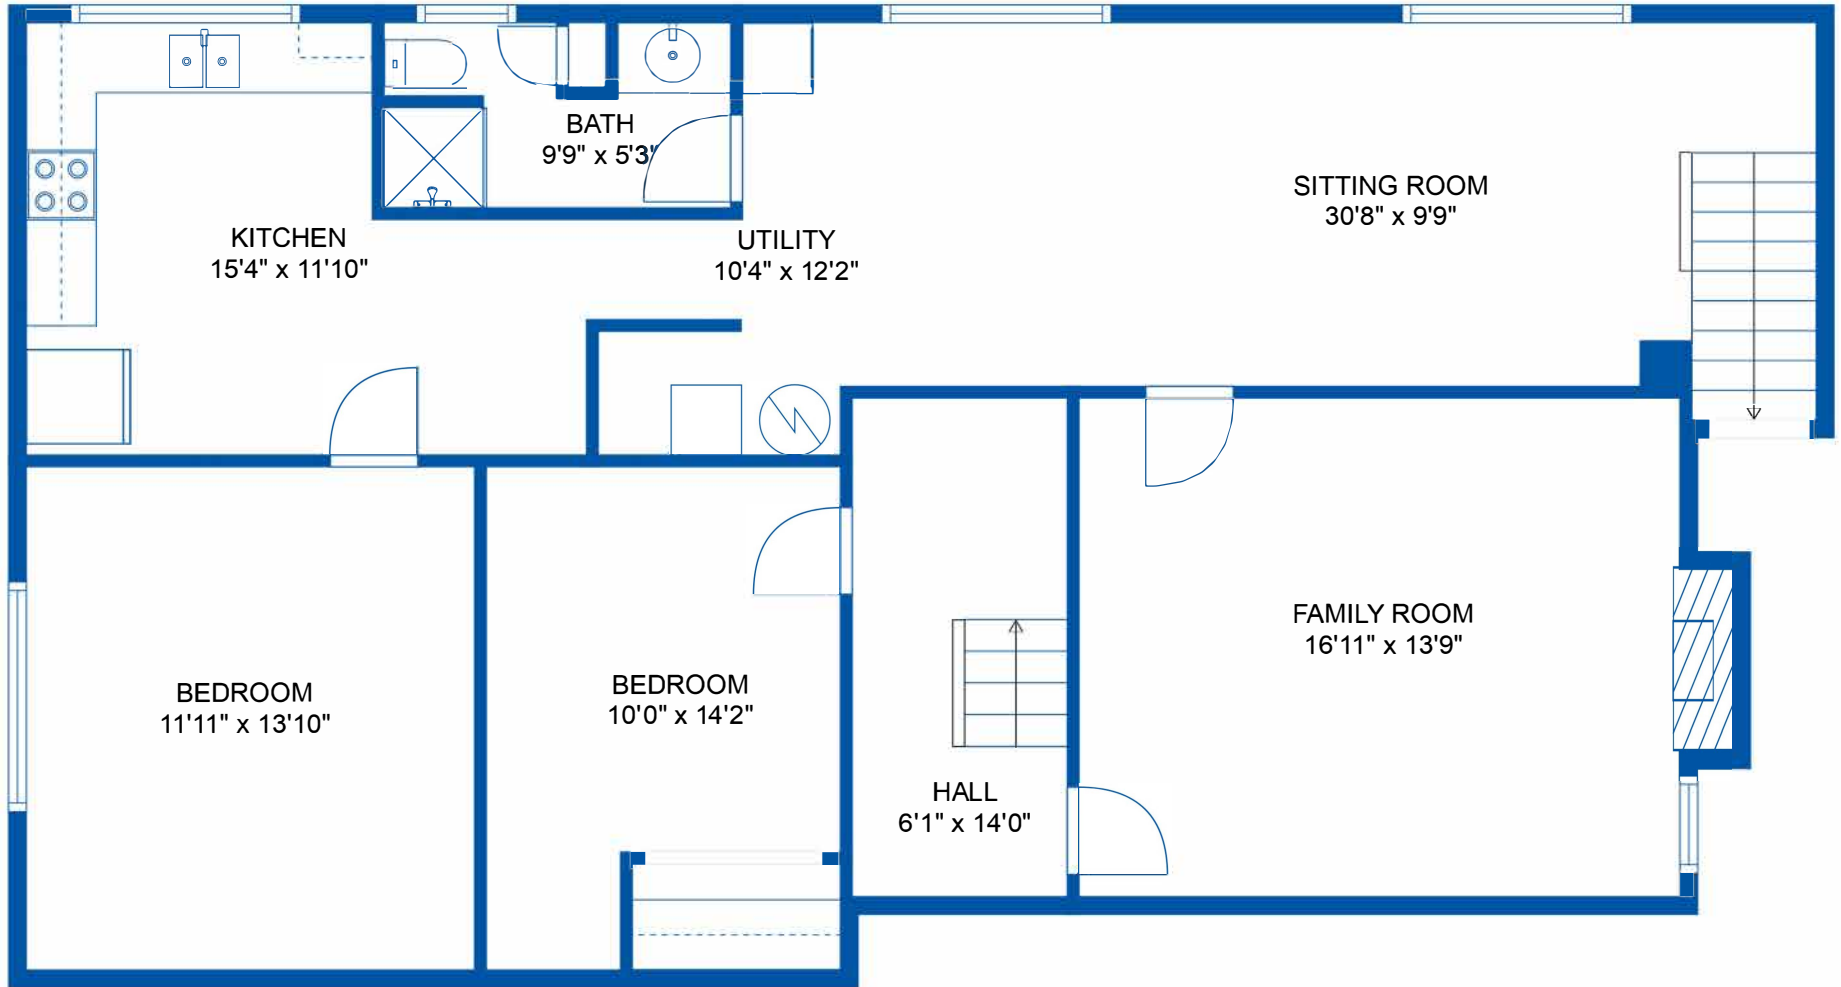 BATH
9'9" x 5'3"
SITTING ROOM
30'8" x 9'9"
KITCHEN
15'4" x 11'10"
UTILITY
10'4" x 12'2"
FAMILY ROOM
16'11" x 13'9"
BEDROOM
11'11" x 13'10"
BEDROOM
10'0" x 14'2"
HALL
6'1" x 14'0"